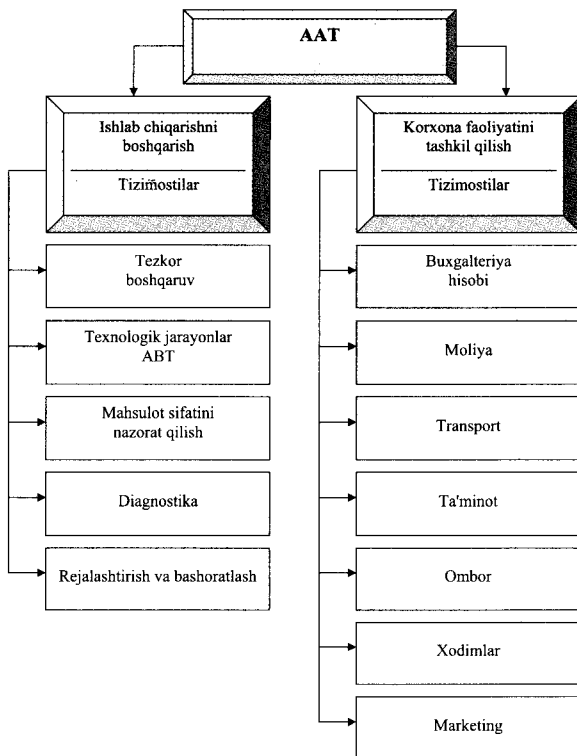 AAT
Ishlab chiqarishni
boshqarish
Tizimostilar
Tezkor
boshqaruv
Texnologik jarayonlar
ABT
Mahsulot sifatini
nazorat qilish
Diagnostika
Rejalashtirish va bashoratlash
Korxona faoliyatini
tashkil qilish
Tizimostilar
Buxgalteriya
hisobi
Moliya
Transport
Ta'minot
Ombor
Xodimlar
Marketing